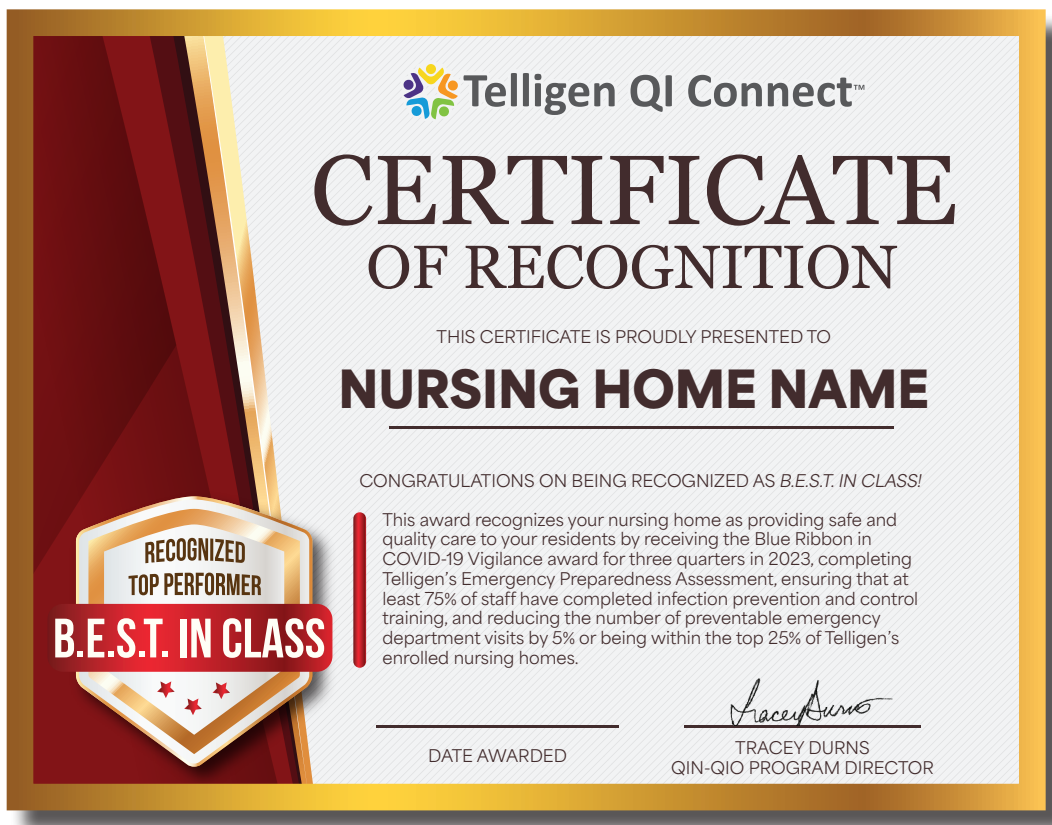 Telligen QI Connect™
CERTIFICATE
OF RECOGNITION
THIS CERTIFICATE IS PROUDLY PRESENTED TO
NURSING HOME NAME
CONGRATULATIONS ON BEING RECOGNIZED AS B.E.S.T. IN CLASS!
This award recognizes your nursing home as providing safe and
quality care to your residents by receiving the Blue Ribbon in
COVID-19 Vigilance award for three quarters in 2023, completing
Telligen’s Emergency Preparedness Assessment, ensuring that at
least 75% of staff have completed infection prevention and control
training, and reducing the number of preventable emergency
department visits by 5% or being within the top 25% of Telligen’s
enrolled nursing homes.
RECOGNIZED
TOP PERFORMER
B.E.S.T. IN CLASS
Tracey Durns
DATE AWARDED
TRACEY DURNS
QIN-QIO PROGRAM DIRECTOR